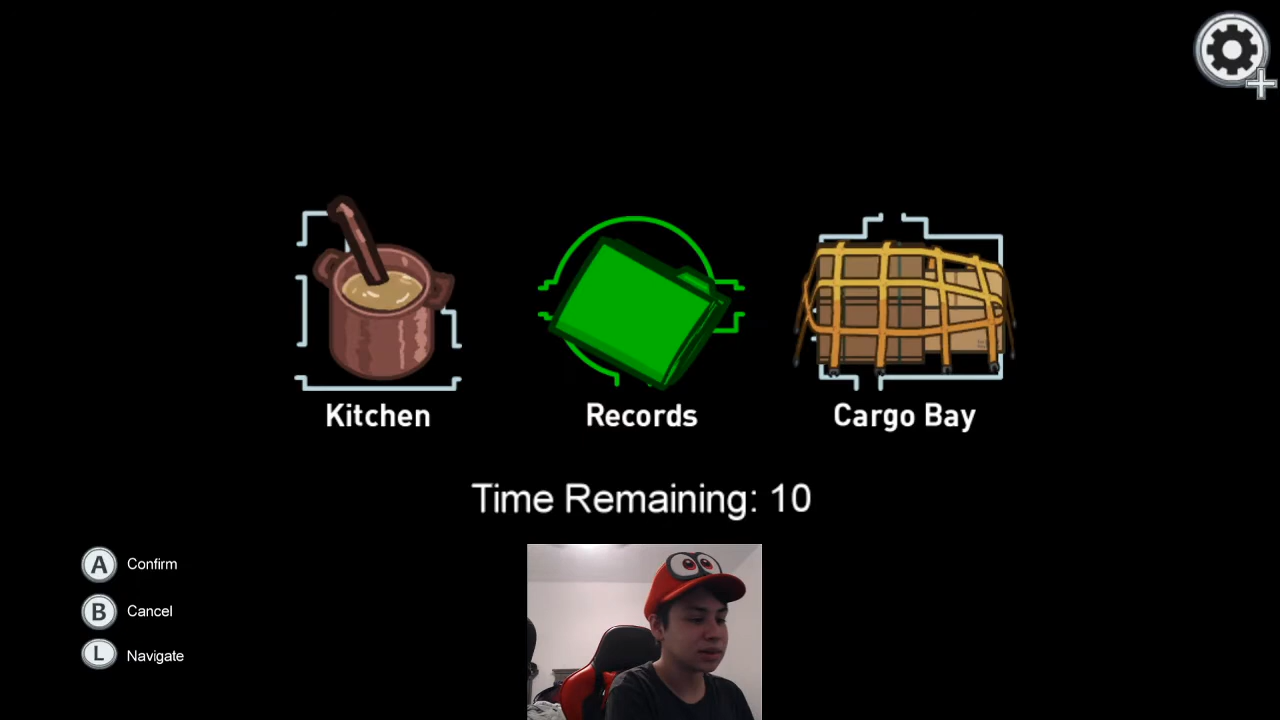 Kitchen
Records
Cargo Bay
Time Remaining: 10
A Confirm
B Cancel
L Navigate